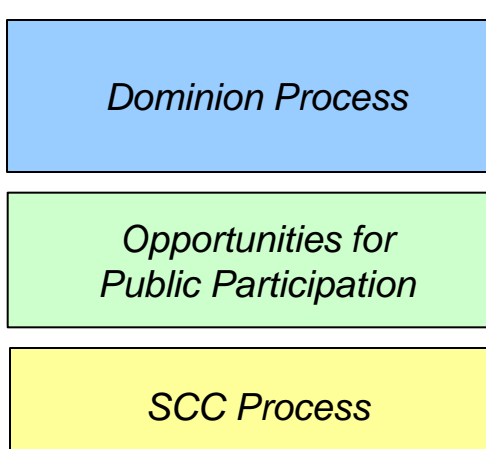 Dominion Process
Opportunities for
Public Participation
SCC Process